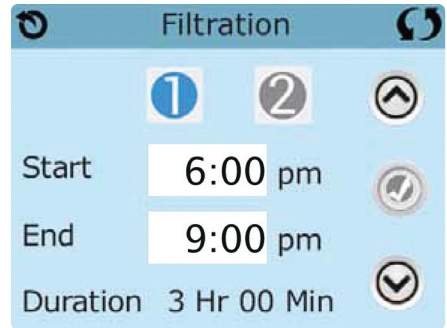 Filtration
1 2
Start 6:00 pm
End 9:00 pm
Duration 3 Hr 00 Min